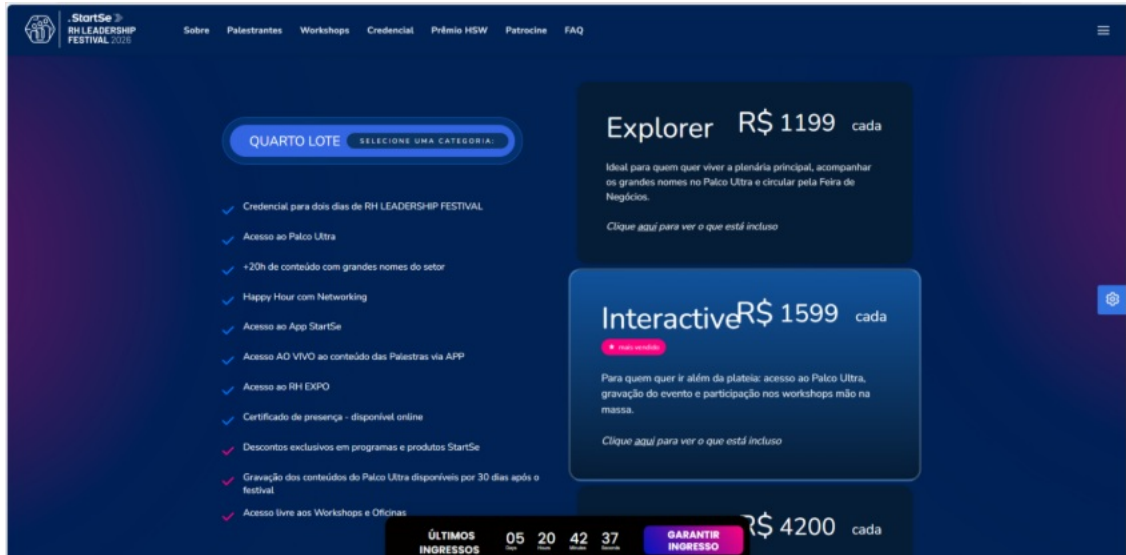 .StartSe
RH LEADERSHIP
FESTIVAL 2026
Sobre Palestrantes Workshops Credencial Prêmio HSW Patrocine FAQ
QUARTO LOTE SELECIONE UMA CATEGORIA:
Credencial para dois dias de RH LEADERSHIP FESTIVAL
Acesso ao Palco Ultra
+20h de conteúdo com grandes nomes do setor
Happy Hour com Networking
Acesso ao App StartSe
Acesso AO VIVO ao conteúdo das Palestras via APP
Acesso ao RH EXPO
Certificado de presença - disponível online
Descontos exclusivos em programas e produtos StartSe
Gravação dos conteúdos do Palco Ultra disponíveis por 30 dias após o
festival
Acesso livre aos Workshops e Oficinas
Explorer R$ 1199 cada
Ideal para quem quer viver a plenária principal, acompanhar
os grandes nomes no Palco Ultra e circular pela Feira de
Negócios.
Clique aqui para ver o que está incluso
Interactive R$ 1599 cada
mais vendido
Para quem quer ir além da plateia: acesso ao Palco Ultra,
gravação do evento e participação nos workshops mão na
massa.
Clique aqui para ver o que está incluso
R$ 4200 cada
ÚLTIMOS
INGRESSOS
05 20 42 37
Days Hours Minutes Seconds
GARANTIR
INGRESSO